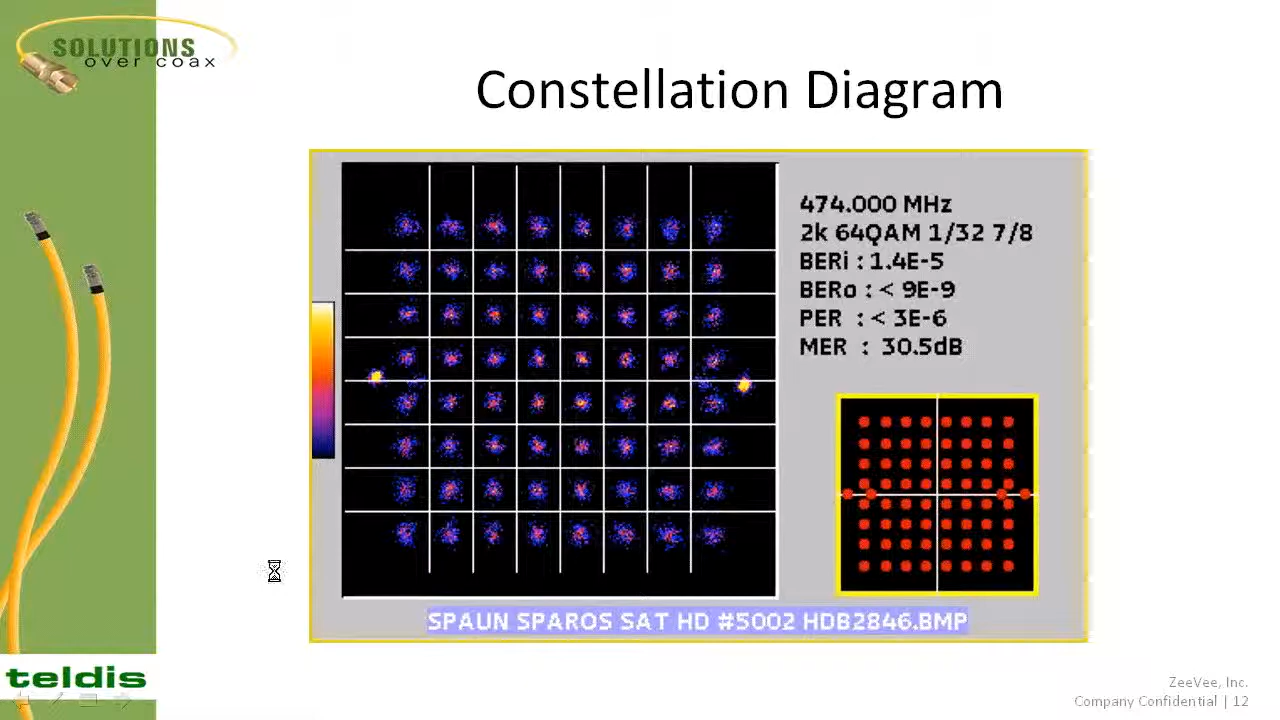 SOLUTIONS
over coax
Constellation Diagram
474.000 MHz
2k 64QAM 1/32 7/8
BERi : 1.4E-5
BERo : < 9E-9
PER : < 3E-6
MER : 30.5dB
SPAUN SPAROS SAT HD #5002 HDB2846.BMP
teldis
ZeeVee, Inc.
Company Confidential | 12